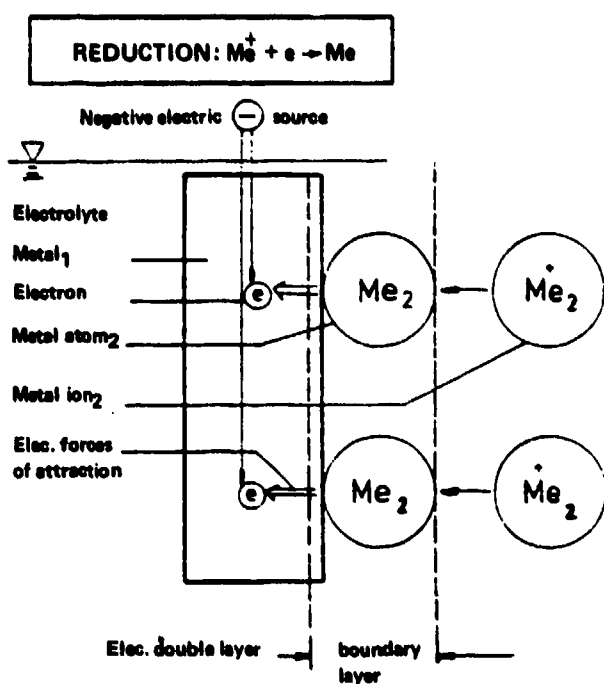 REDUCTION: Me⁺ + e → Me
Negative electric − source
Electrolyte
Metal₁
Electron
Metal atom₂
Metal ion₂
Elec. forces
of attraction
e
Me₂
Me₂⁺
e
Me₂
Me₂⁺
Elec. double layer
boundary
layer